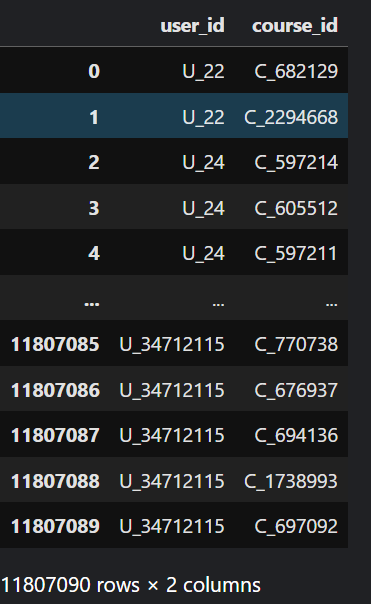 user_id course_id
0 U_22 C_682129
1 U_22 C_2294668
2 U_24 C_597214
3 U_24 C_605512
4 U_24 C_597211
... ... ...
11807085 U_34712115 C_770738
11807086 U_34712115 C_676937
11807087 U_34712115 C_694136
11807088 U_34712115 C_1738993
11807089 U_34712115 C_697092
11807090 rows × 2 columns